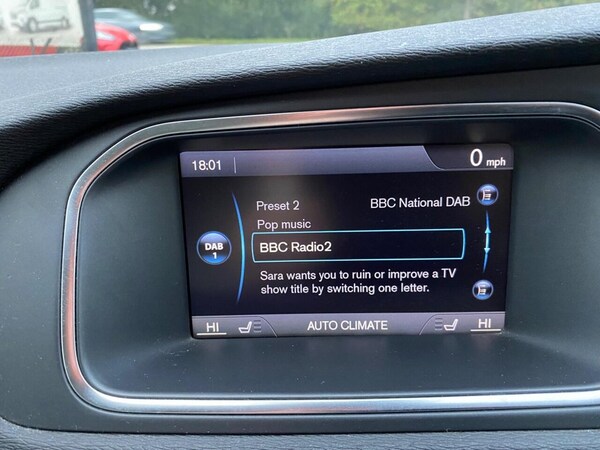 18:01 0 mph
Preset 2 BBC National DAB
Pop music
DAB
1
BBC Radio2
Sara wants you to ruin or improve a TV
show title by switching one letter.
HI AUTO CLIMATE HI